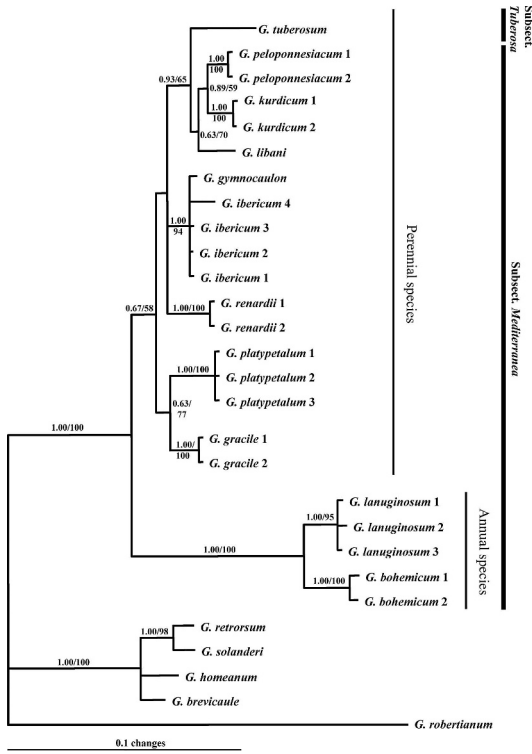 Subsect.
Tuberosa
G. tuberosum
G. peloponnesiacum 1
1.00
100
0.93/65
G. peloponnesiacum 2
0.89/59
G. kurdicum 1
1.00
100
G. kurdicum 2
0.63/70
G. libani
G. gymnocaulon
G. ibericum 4
1.00
94
G. ibericum 3
G. ibericum 2
G. ibericum 1
Perennial species
Subsect. Mediterranea
G. renardii 1
1.00/100
0.67/58
G. renardii 2
G. platypetalum 1
1.00/100
G. platypetalum 2
0.63/
77
G. platypetalum 3
1.00/100
G. gracile 1
1.00/
100
G. gracile 2
G. lanuginosum 1
1.00/95
G. lanuginosum 2
G. lanuginosum 3
1.00/100
Annual species
G. bohemicum 1
1.00/100
G. bohemicum 2
G. retrorsum
1.00/98
G. solanderi
1.00/100
G. homeanum
G. brevicaule
G. robertianum
0.1 changes